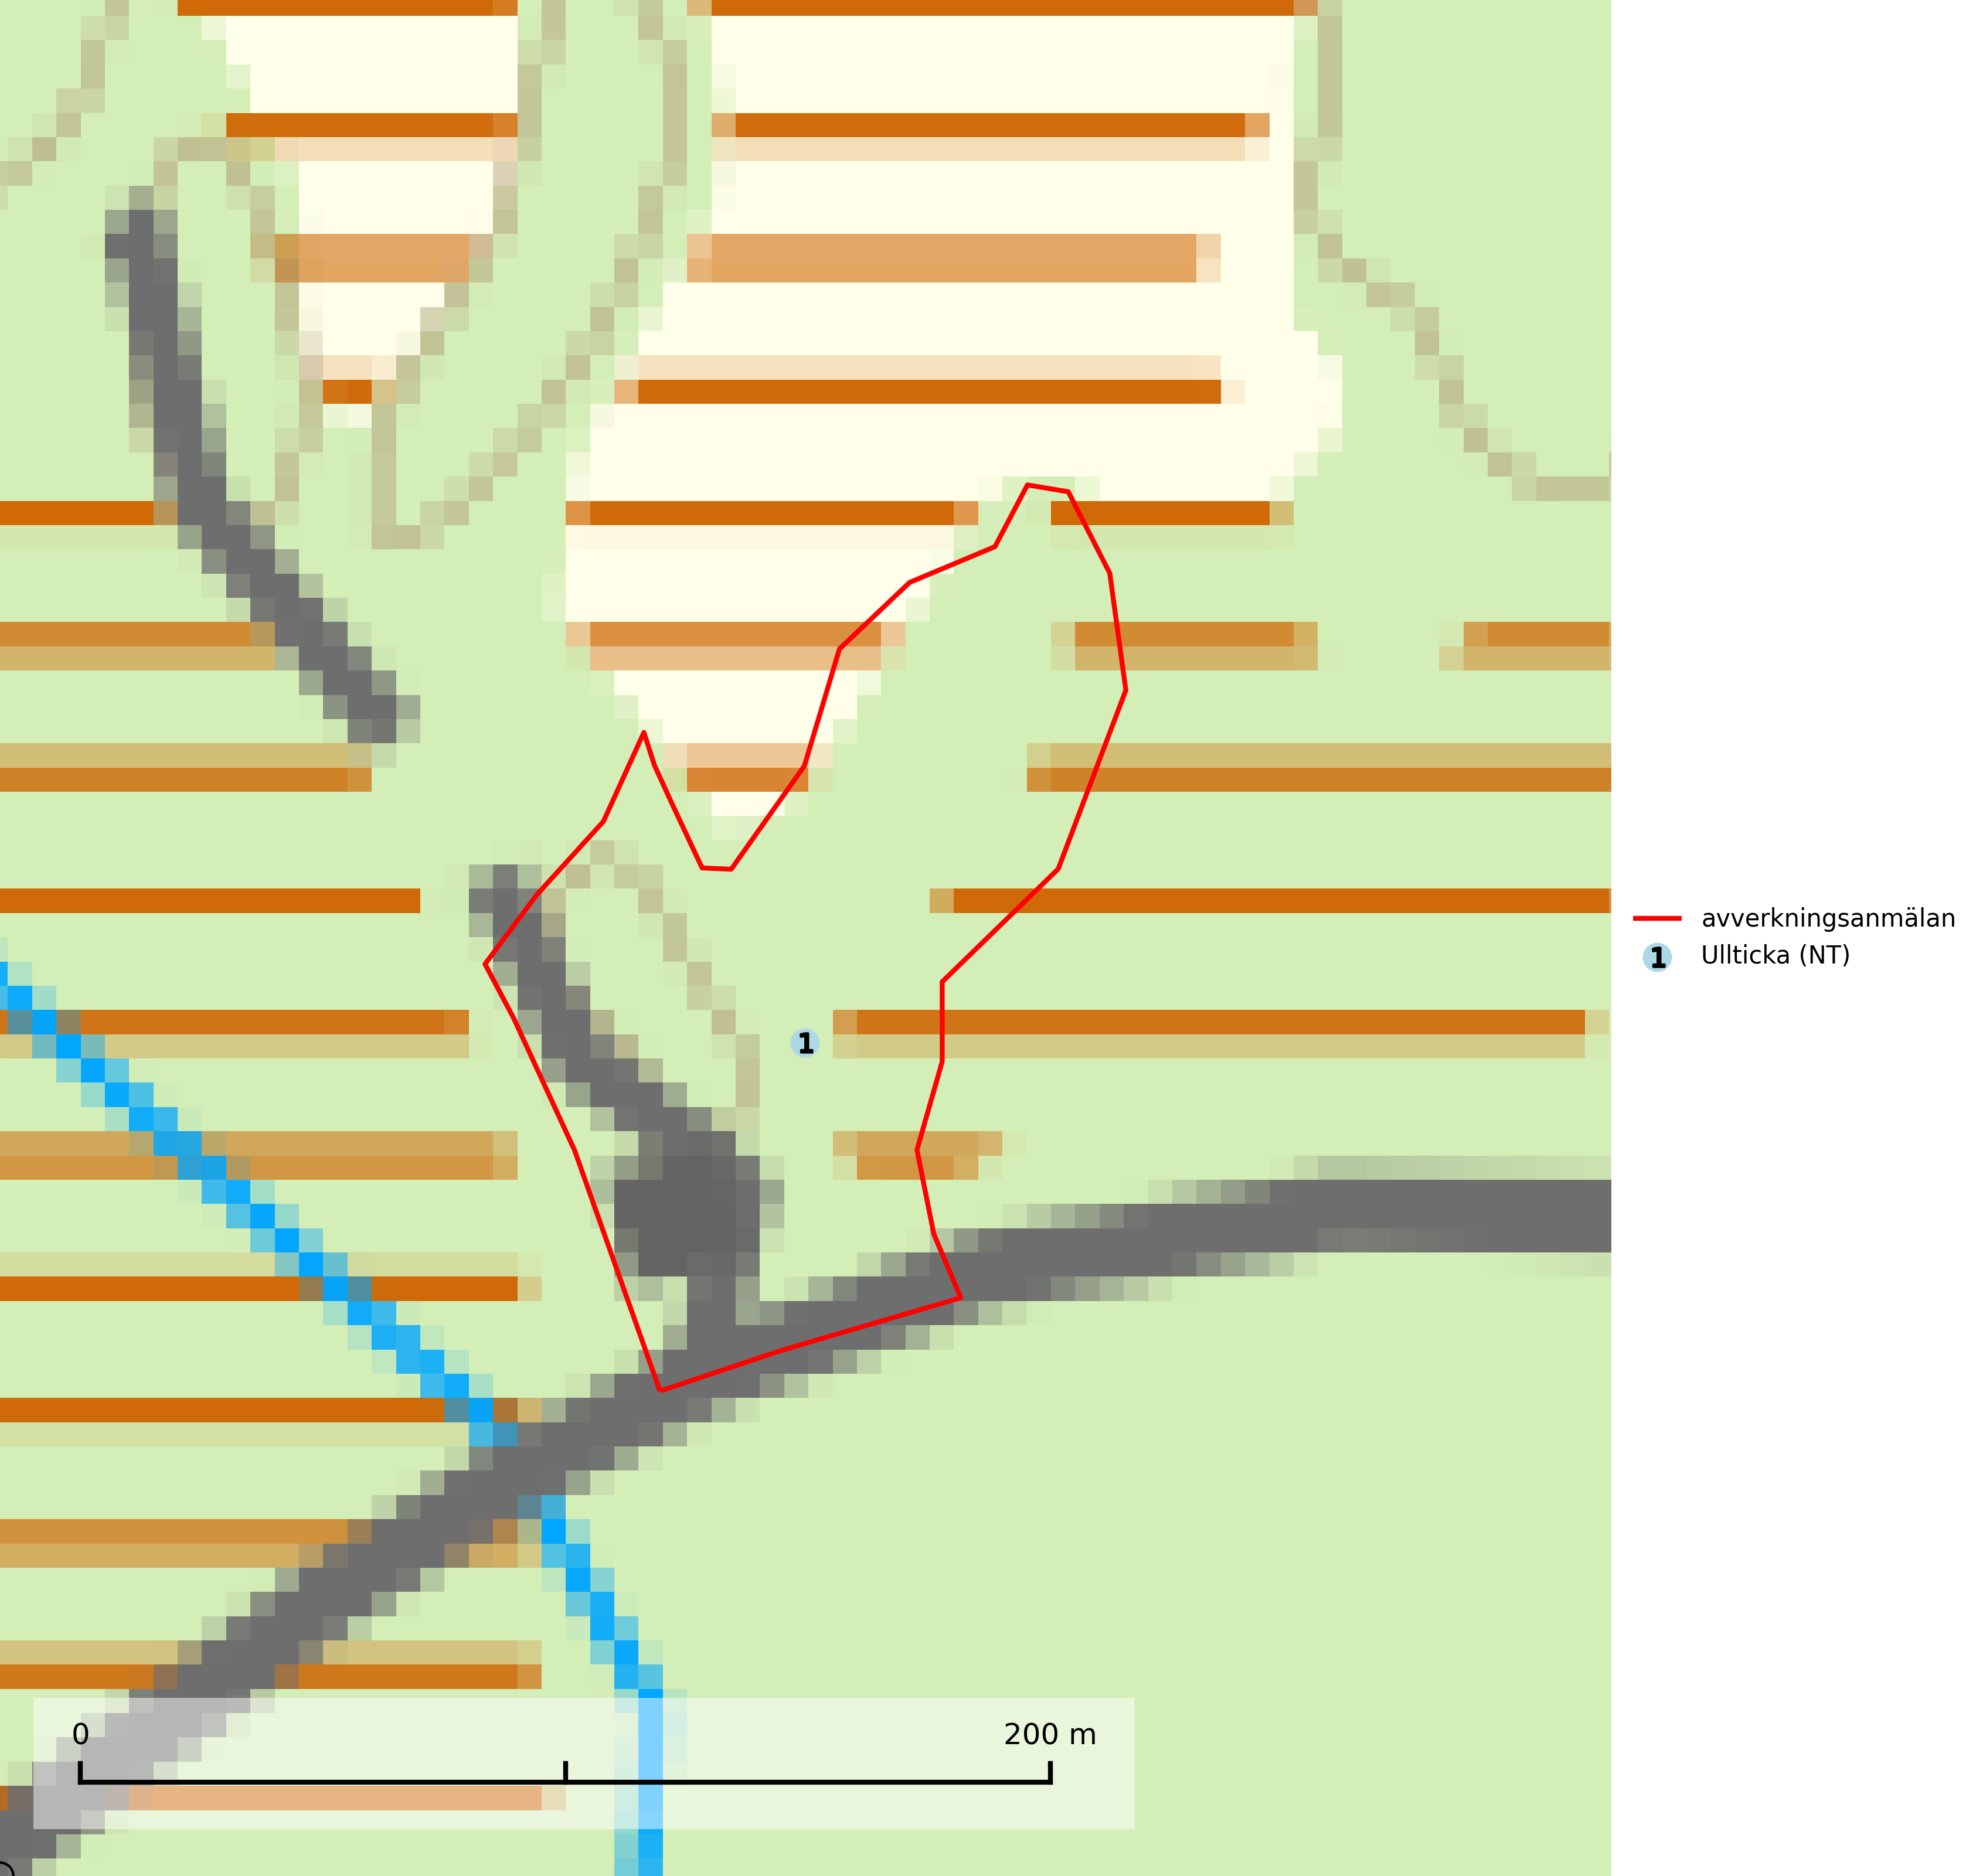 avverkningsanmälan
1 Ullticka (NT)
1
0 200 m